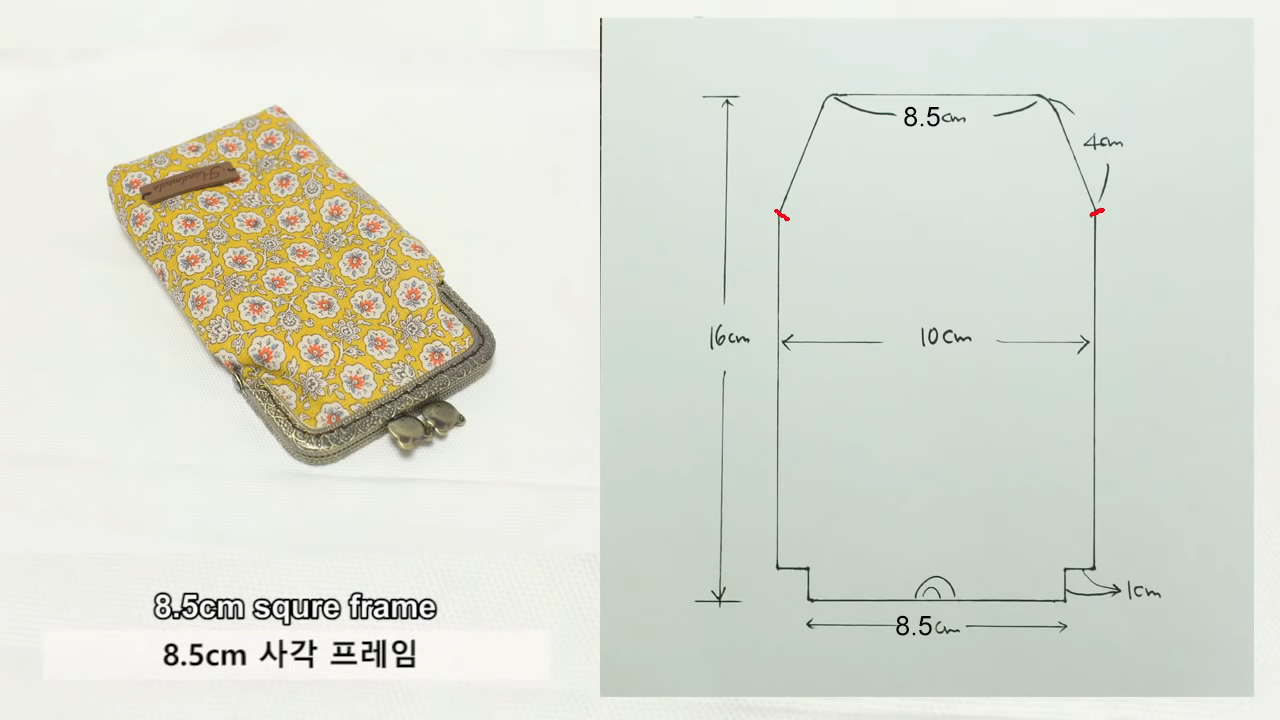 Handmade
8.5cm squre frame
8.5cm 사각 프레임
8.5cm
4cm
16cm
10cm
1cm
8.5cm